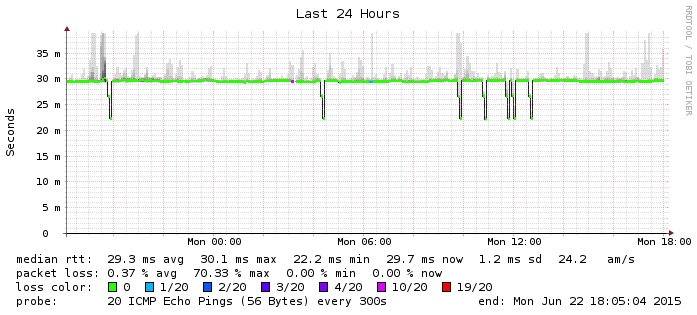 Last 24 Hours
RRDTOOL / TOBI OETIKER
Seconds
35 m
30 m
25 m
20 m
15 m
10 m
5 m
0
Mon 00:00 Mon 06:00 Mon 12:00 Mon 18:00
median rtt: 29.3 ms avg 30.1 ms max 22.2 ms min 29.7 ms now 1.2 ms sd 24.2 am/s
packet loss: 0.37 % avg 70.33 % max 0.00 % min 0.00 % now
loss color: 0 1/20 2/20 3/20 4/20 10/20 19/20
probe: 20 ICMP Echo Pings (56 Bytes) every 300s end: Mon Jun 22 18:05:04 2015